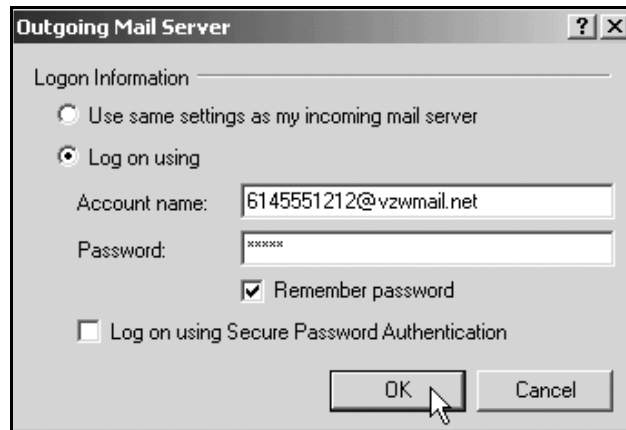 Outgoing Mail Server
Logon Information
Use same settings as my incoming mail server
Log on using
Account name: 6145551212@vzwmail.net
Password: *****
Remember password
Log on using Secure Password Authentication
OK Cancel